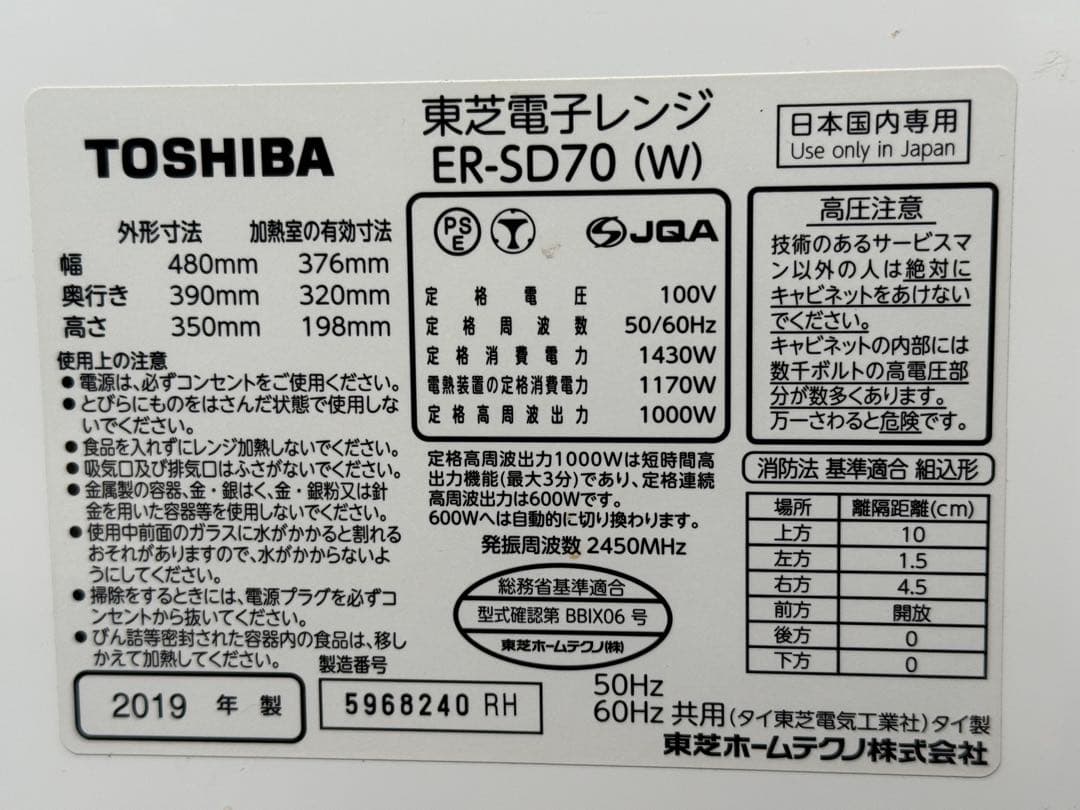 TOSHIBA
東芝電子レンジ
ER-SD70 (W)
日本国内専用
Use only in Japan
外形寸法 加熱室の有効寸法
幅 480mm 376mm
奥行き 390mm 320mm
高さ 350mm 198mm
使用上の注意
●電源は、必ずコンセントをご使用ください。
●とびらにものをはさんだ状態で使用しな
いでください。
●食品を入れずにレンジ加熱しないでください。
●吸気口及び排気口はふさがないでください。
●金属製の容器、金・銀はく、金・銀粉又は針
金を用いた容器等を使用しないでください。
●使用中前面のガラスに水がかかると割れる
おそれがありますので、水がかからないよ
うにしてください。
●掃除をするときには、電源プラグを必ずコ
ンセントから抜いてください。
●びん詰等密封された容器内の食品は、移し
かえて加熱してください。
製造番号
2019 年 製
5968240 RH
PS
E
JQA
定格電圧 100V
定格周波数 50/60Hz
定格消費電力 1430W
電熱装置の定格消費電力 1170W
定格高周波出力 1000W
定格高周波出力1000Wは短時間高
出力機能(最大3分)であり、定格連続
高周波出力は600Wです。
600Wへは自動的に切り換わります。
発振周波数 2450MHz
総務省基準適合
型式確認第 BBIX06 号
東芝ホームテクノ(株)
高圧注意
技術のあるサービスマ
ン以外の人は絶対に
キャビネットをあけない
でください。
キャビネットの内部には
数千ボルトの高電圧部
分が数多くあります。
万一さわると危険です。
消防法 基準適合 組込形
場所 離隔距離(cm)
上方 10
左方 1.5
右方 4.5
前方 開放
後方 0
下方 0
50Hz
60Hz 共用 (タイ東芝電気工業社) タイ製
東芝ホームテクノ株式会社